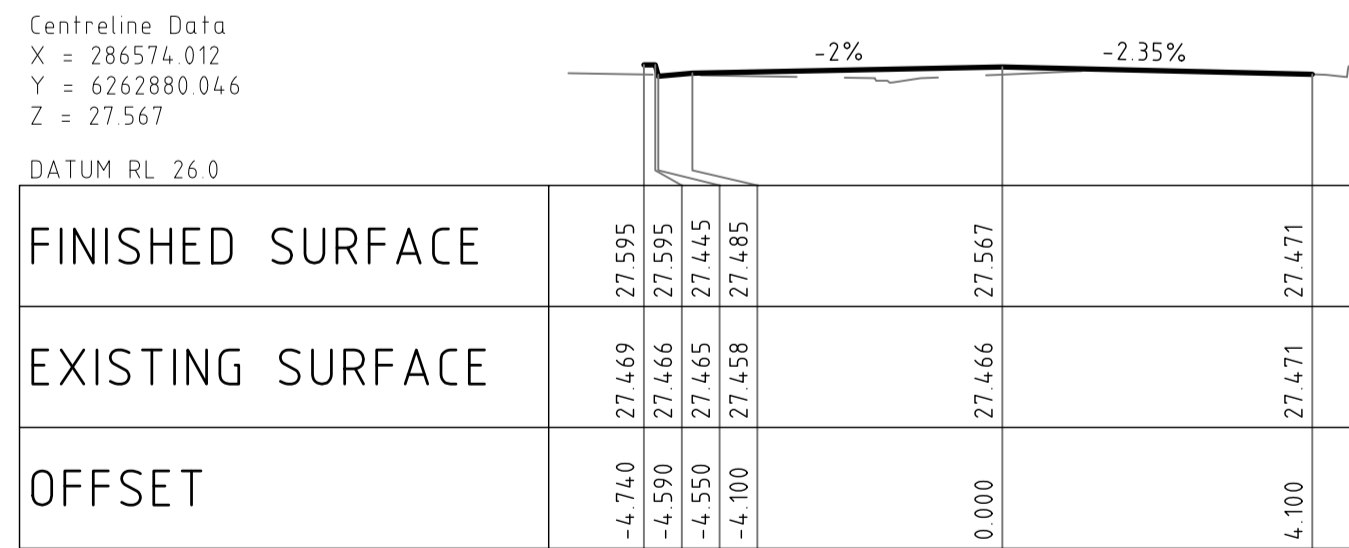 Centreline Data
X = 286574.012
Y = 6262880.046
Z = 27.567
-2%
-2.35%
DATUM RL 26.0
FINISHED SURFACE 27.595 27.595 27.445 27.485 27.567 27.471
EXISTING SURFACE 27.469 27.466 27.465 27.458 27.466 27.471
OFFSET -4.740 -4.590 -4.550 -4.100 0.000 4.100